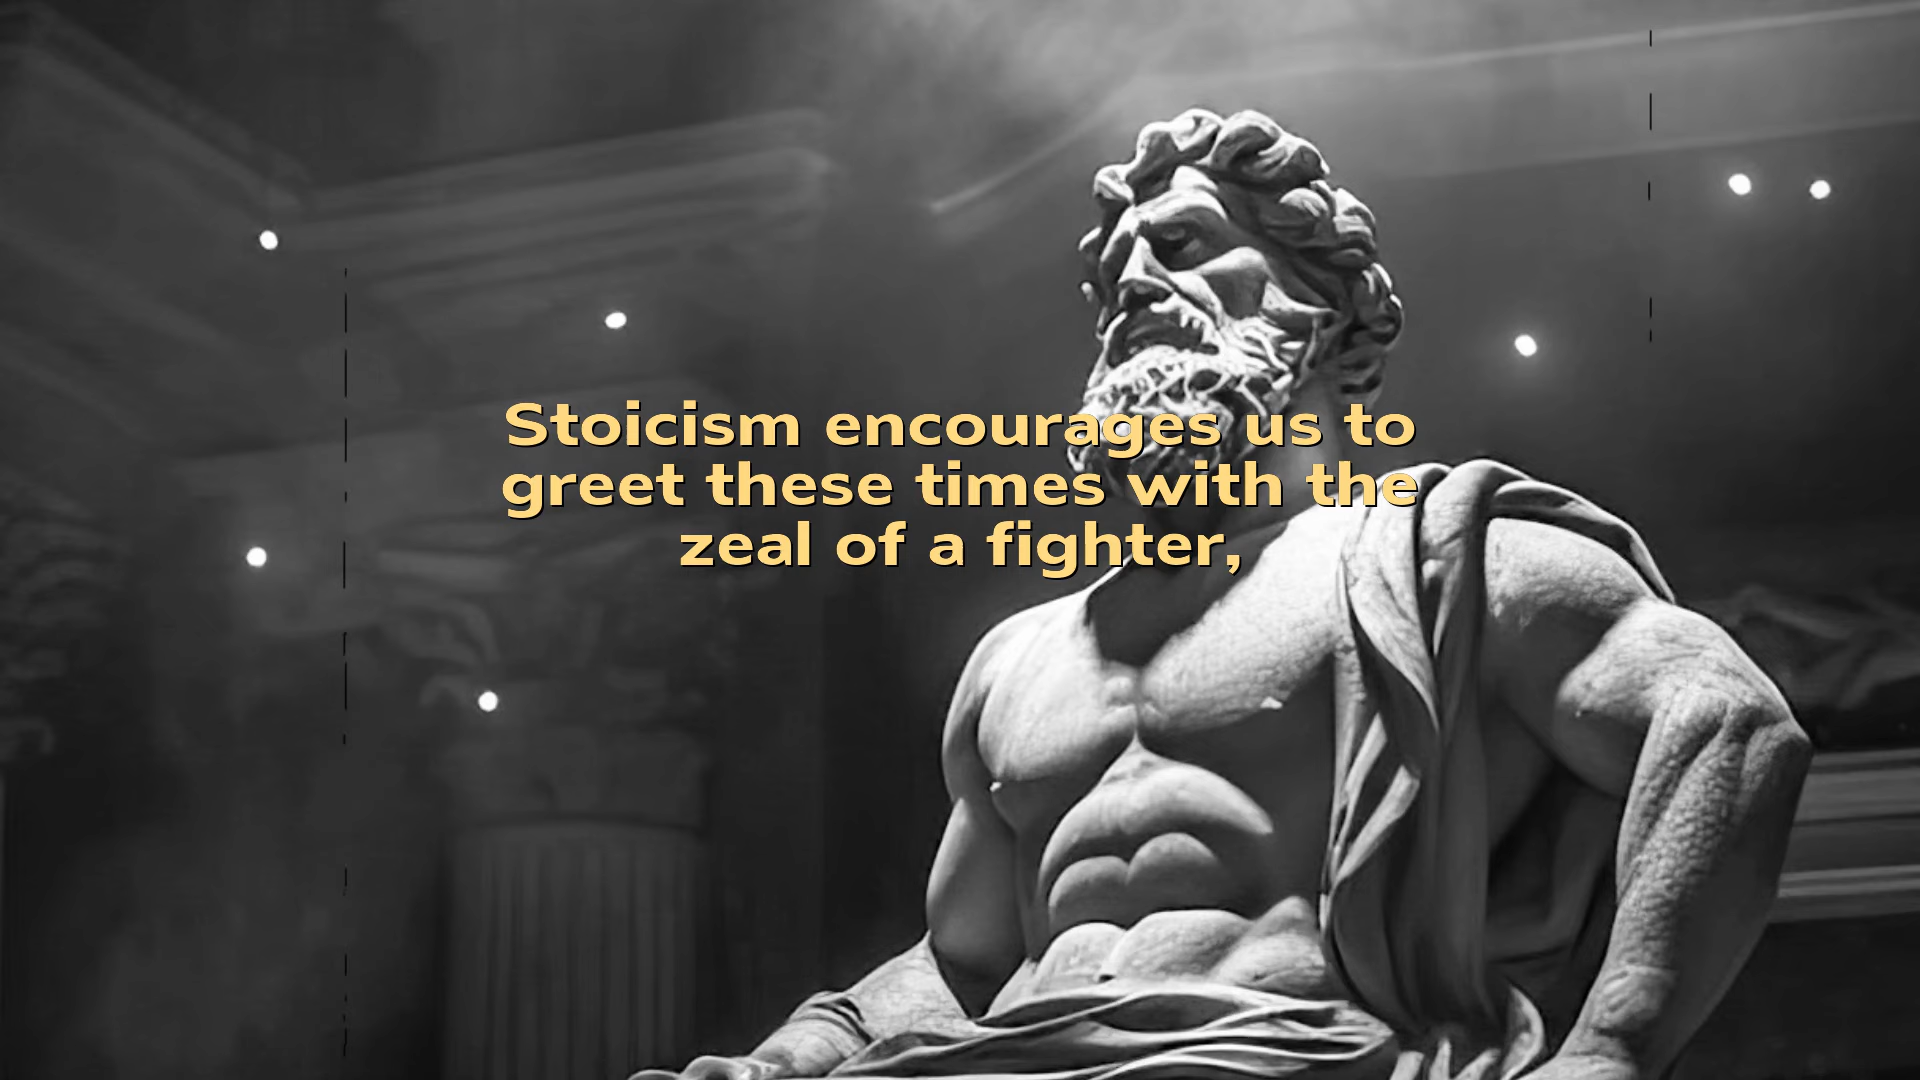 Stoicism encourages us to
greet these times with the
zeal of a fighter,